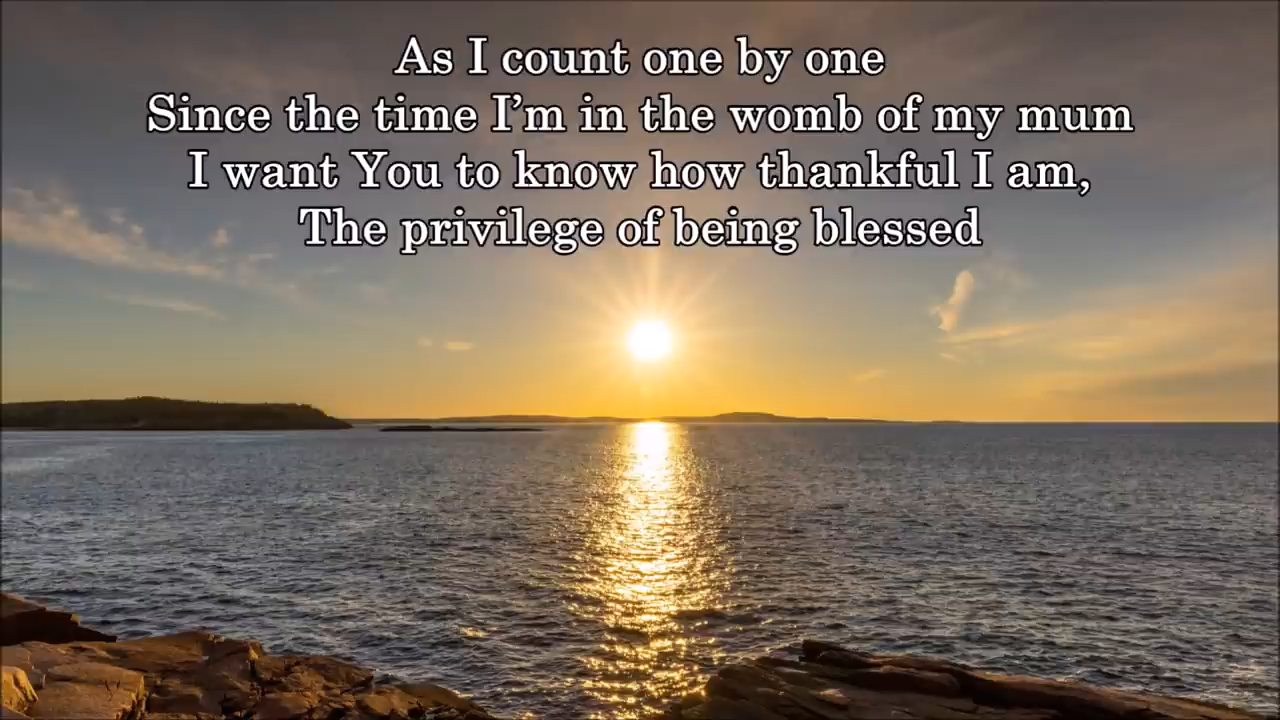 As I count one by one
Since the time I’m in the womb of my mum
I want You to know how thankful I am,
The privilege of being blessed